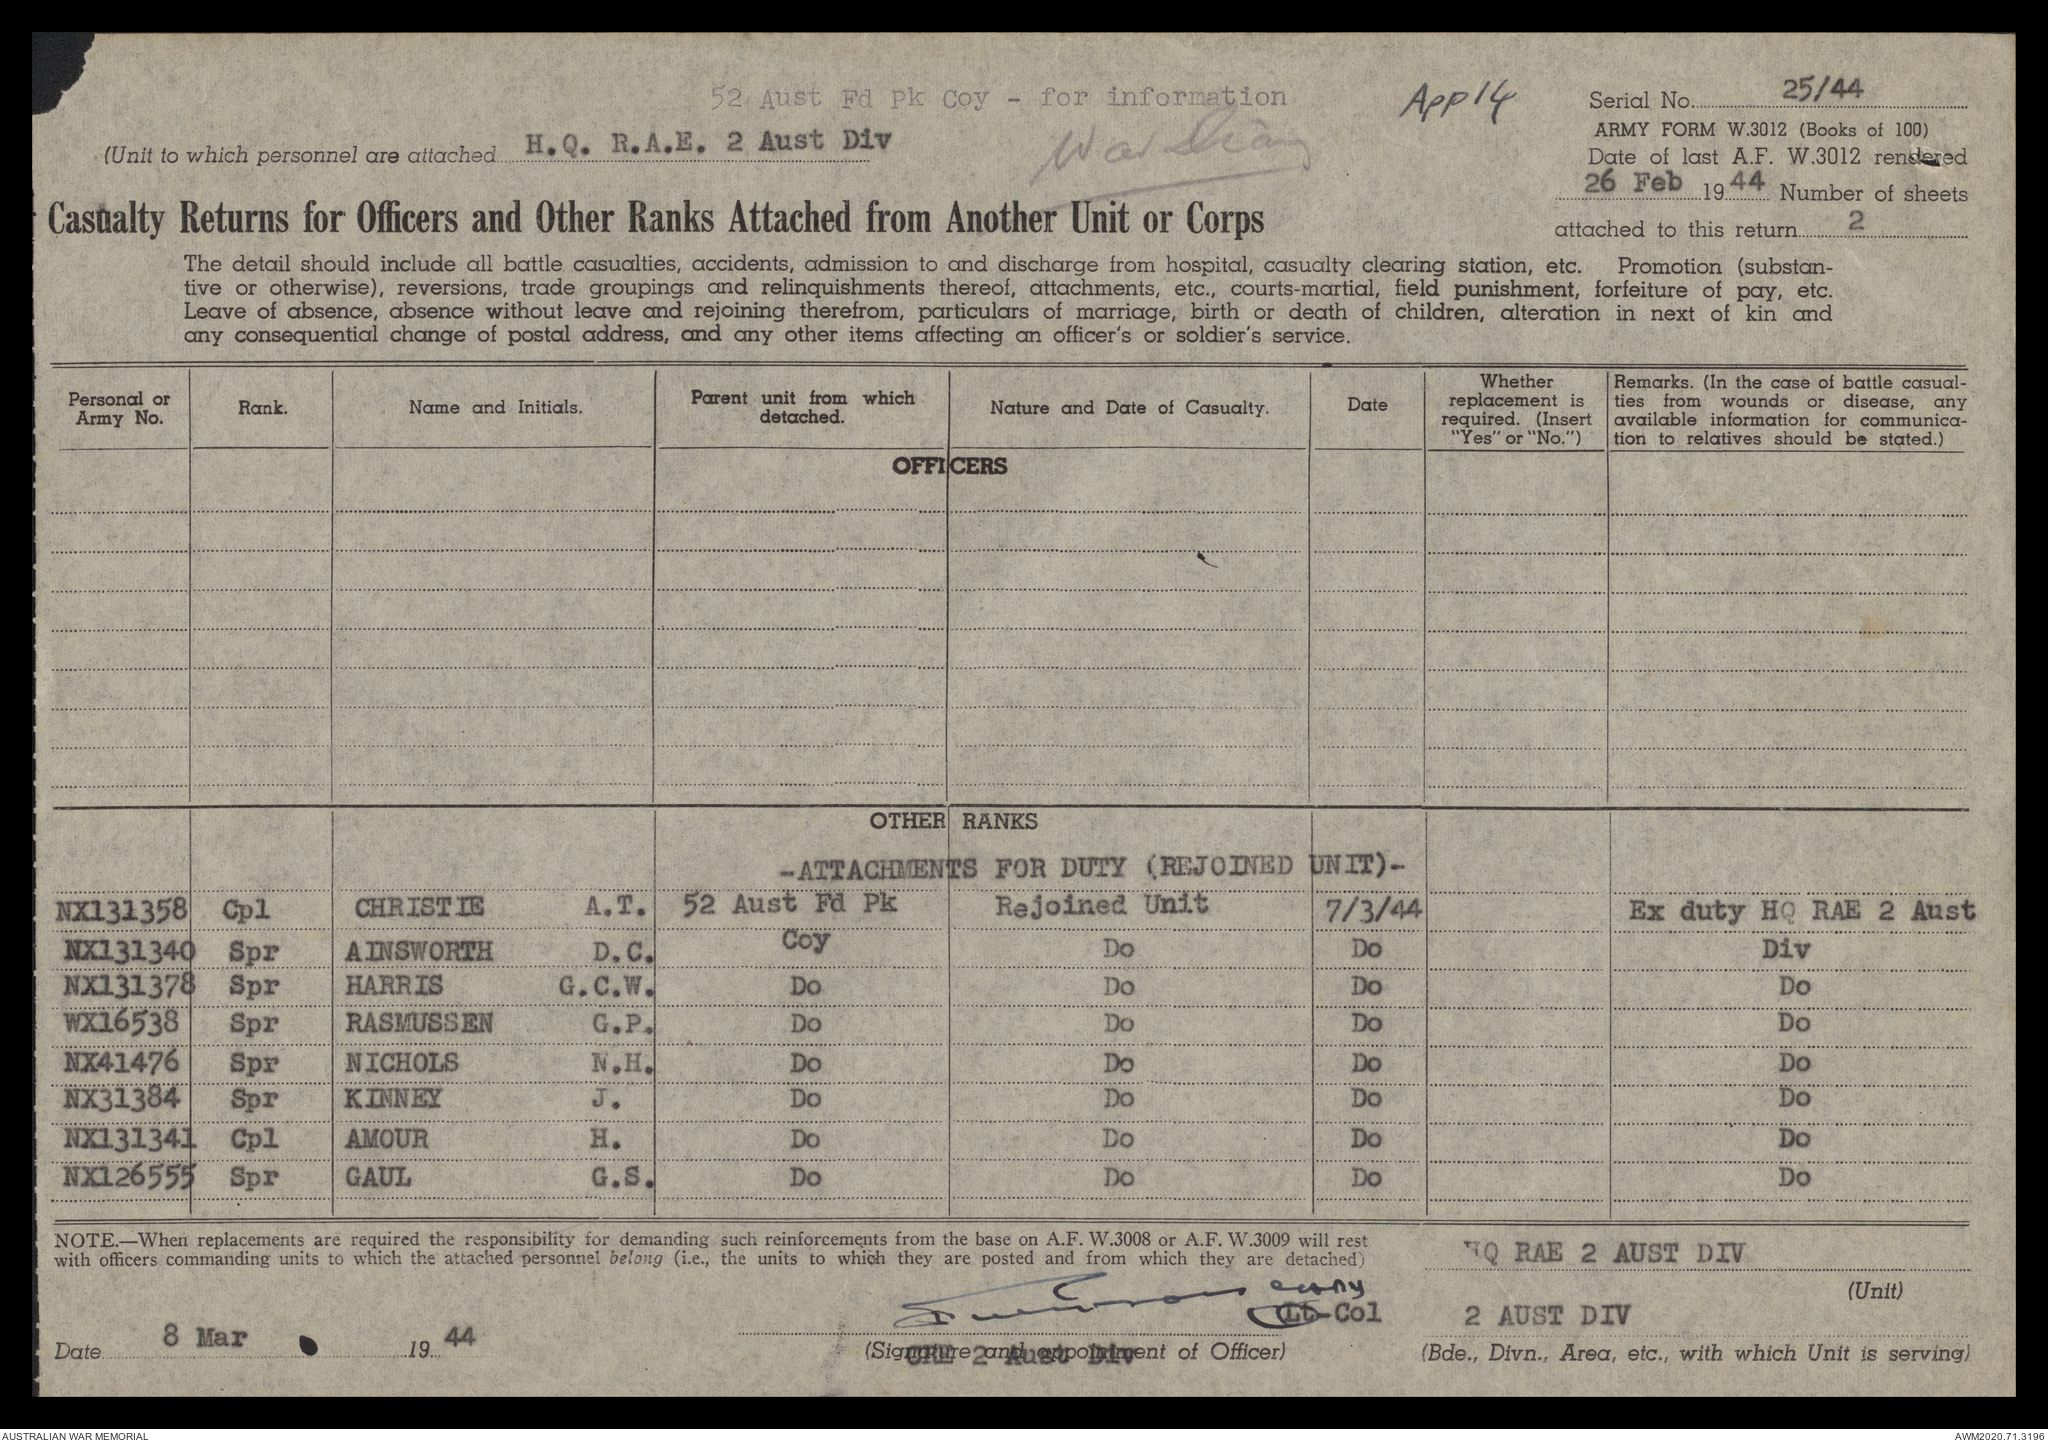 52 Aust Fd Pk Coy - for information
App 14
Serial No. 25/44
ARMY FORM W.3012 (Books of 100)
(Unit to which personnel are attached H.Q. R.A.E. 2 Aust Div
War Diary
Date of last A.F. W.3012 rendered
26 Feb 1944 Number of sheets
attached to this return 2
Casualty Returns for Officers and Other Ranks Attached from Another Unit or Corps
The detail should include all battle casualties, accidents, admission to and discharge from hospital, casualty clearing station, etc. Promotion (substan-
tive or otherwise), reversions, trade groupings and relinquishments thereof, attachments, etc., courts-martial, field punishment, forfeiture of pay, etc.
Leave of absence, absence without leave and rejoining therefrom, particulars of marriage, birth or death of children, alteration in next of kin and
any consequential change of postal address, and any other items affecting an officer's or soldier's service.
Personal or Army No. Rank. Name and Initials. Parent unit from which detached. Nature and Date of Casualty. Date Whether replacement is required. (Insert "Yes" or "No.") Remarks. (In the case of battle casual-ties from wounds or disease, any available information for communica-tion to relatives should be stated.)
OFFICERS
OTHER RANKS
-ATTACHMENTS FOR DUTY (REJOINED UNIT)-
NX131358 Cpl CHRISTIE A.T. 52 Aust Fd Pk Rejoined Unit 7/3/44 Ex duty HQ RAE 2 Aust
NX131340 Spr AINSWORTH D.C. Coy Do Do Div
NX131378 Spr HARRIS G.C.W. Do Do Do Do
WX16538 Spr RASMUSSEN G.P. Do Do Do Do
NX41476 Spr NICHOLS N.H. Do Do Do Do
NX31384 Spr KINNEY J. Do Do Do Do
NX131341 Cpl AMOUR H. Do Do Do Do
NX126555 Spr GAUL G.S. Do Do Do Do
NOTE.—When replacements are required the responsibility for demanding such reinforcements from the base on A.F. W.3008 or A.F. W.3009 will rest
with officers commanding units to which the attached personnel belong (i.e., the units to which they are posted and from which they are detached)
HQ RAE 2 AUST DIV
(Unit)
Lt-Col
2 AUST DIV
Date 8 Mar 1944
(Signature and appointment of Officer)
CRE 2 Aust Div
(Bde., Divn., Area, etc., with which Unit is serving)
AUSTRALIAN WAR MEMORIAL
AWM2020.71.3196